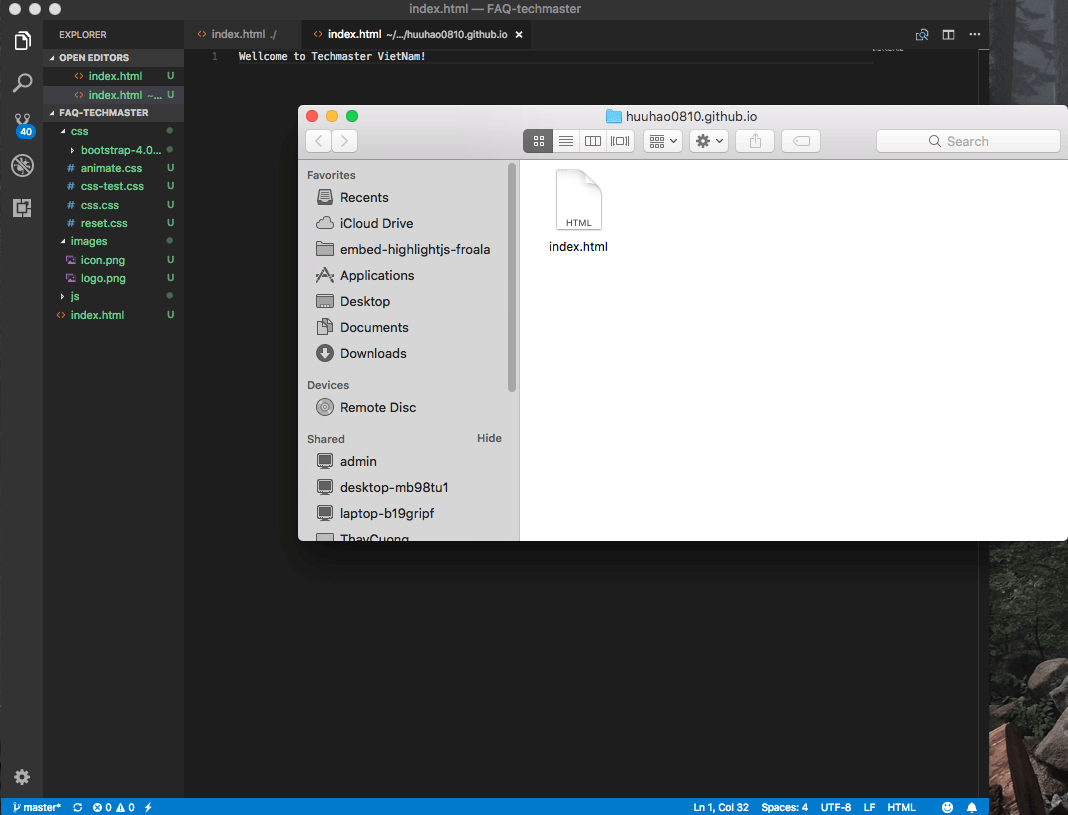 index.html — FAQ-techmaster
EXPLORER
OPEN EDITORS
index.html U
index.html ~... U
FAQ-TECHMASTER
css
bootstrap-4.0...
# animate.css U
# css-test.css U
# css.css U
# reset.css U
images
icon.png U
logo.png U
js
index.html U
40
index.html ./
index.html ~/.../huuhao0810.github.io
1 Wellcome to Techmaster VietNam!
huuhao0810.github.io
Search
Favorites
Recents
iCloud Drive
embed-highlightjs-froala
Applications
Desktop
Documents
Downloads
Devices
Remote Disc
Shared Hide
admin
desktop-mb98tu1
laptop-b19gripf
ThayCuong
HTML
index.html
master* 0 0 Ln 1, Col 32 Spaces: 4 UTF-8 LF HTML